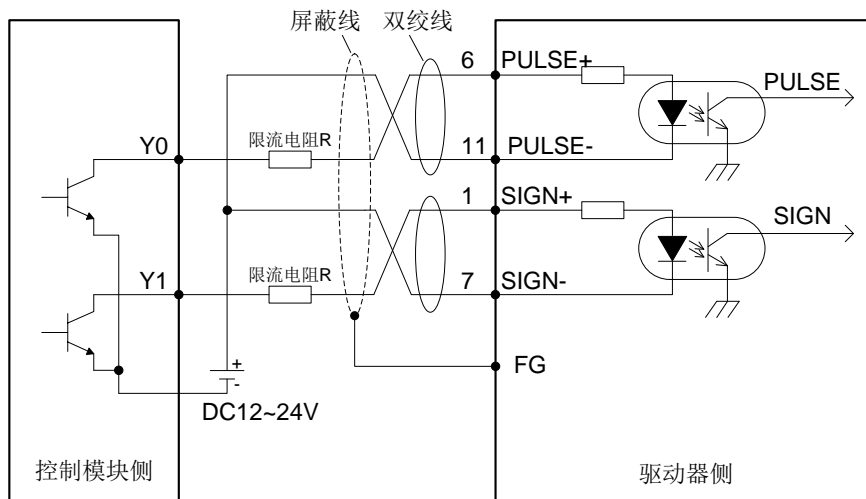 屏蔽线 双绞线
6 PULSE+
PULSE
Y0 限流电阻R 11 PULSE-
1 SIGN+
SIGN
Y1 限流电阻R 7 SIGN-
+
-
FG
DC12~24V
控制模块侧 驱动器侧